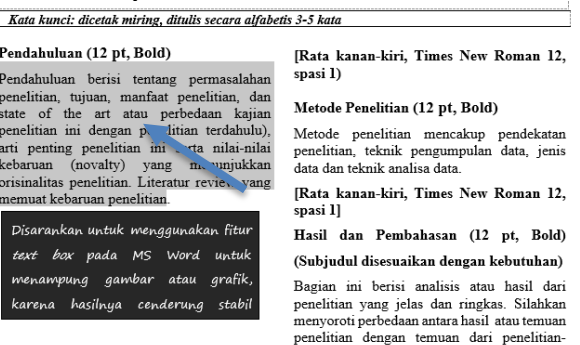 Kata kunci: dicetak miring, ditulis secara alfabetis 3-5 kata
Pendahuluan (12 pt, Bold)
Pendahuluan berisi tentang permasalahan
penelitian, tujuan, manfaat penelitian, dan
state of the art atau perbedaan kajian
penelitian ini dengan penelitian terdahulu),
arti penting penelitian ini serta nilai-nilai
kebaruan (novalty) yang menunjukkan
orisinalitas penelitian. Literatur review yang
memuat kebaruan penelitian.
Disarankan untuk menggunakan fitur
text box pada MS Word untuk
menampung gambar atau grafik,
karena hasilnya cenderung stabil
[Rata kanan-kiri, Times New Roman 12,
spasi 1)
Metode Penelitian (12 pt, Bold)
Metode penelitian mencakup pendekatan
penelitian, teknik pengumpulan data, jenis
data dan teknik analisa data.
[Rata kanan-kiri, Times New Roman 12,
spasi 1]
Hasil dan Pembahasan (12 pt, Bold)
(Subjudul disesuaikan dengan kebutuhan)
Bagian ini berisi analisis atau hasil dari
penelitian yang jelas dan ringkas. Silahkan
menyoroti perbedaan antara hasil atau temuan
penelitian dengan temuan dari penelitian-